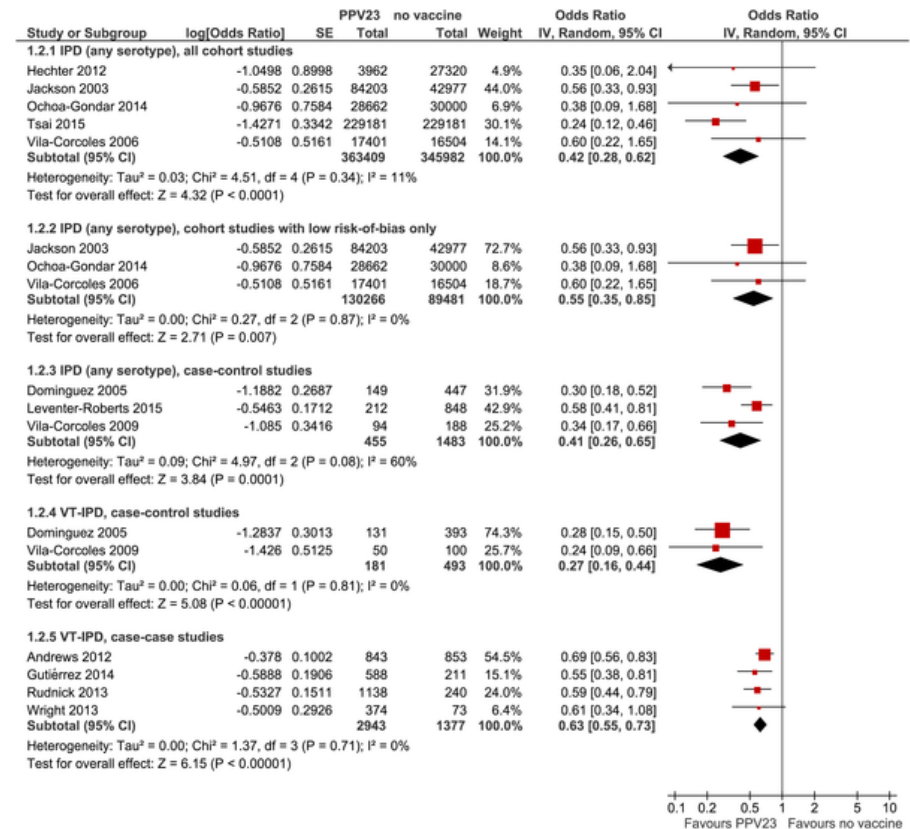 PPV23 no vaccine Odds Ratio Odds Ratio
Study or Subgroup log[Odds Ratio] SE Total Total Weight IV, Random, 95% CI IV, Random, 95% CI
1.2.1 IPD (any serotype), all cohort studies
Hechter 2012 -1.0498 0.8998 3962 27320 4.9% 0.35 [0.06, 2.04]
Jackson 2003 -0.5852 0.2615 84203 42977 44.0% 0.56 [0.33, 0.93]
Ochoa-Gondar 2014 -0.9676 0.7584 28662 30000 6.9% 0.38 [0.09, 1.68]
Tsai 2015 -1.4271 0.3342 229181 229181 30.1% 0.24 [0.12, 0.46]
Vila-Corcoles 2006 -0.5108 0.5161 17401 16504 14.1% 0.60 [0.22, 1.65]
Subtotal (95% CI) 363409 345982 100.0% 0.42 [0.28, 0.62]
Heterogeneity: Tau² = 0.03; Chi² = 4.51, df = 4 (P = 0.34); I² = 11%
Test for overall effect: Z = 4.32 (P < 0.0001)
1.2.2 IPD (any serotype), cohort studies with low risk-of-bias only
Jackson 2003 -0.5852 0.2615 84203 42977 72.7% 0.56 [0.33, 0.93]
Ochoa-Gondar 2014 -0.9676 0.7584 28662 30000 8.6% 0.38 [0.09, 1.68]
Vila-Corcoles 2006 -0.5108 0.5161 17401 16504 18.7% 0.60 [0.22, 1.65]
Subtotal (95% CI) 130266 89481 100.0% 0.55 [0.35, 0.85]
Heterogeneity: Tau² = 0.00; Chi² = 0.27, df = 2 (P = 0.87); I² = 0%
Test for overall effect: Z = 2.71 (P = 0.007)
1.2.3 IPD (any serotype), case-control studies
Dominguez 2005 -1.1882 0.2687 149 447 31.9% 0.30 [0.18, 0.52]
Leventer-Roberts 2015 -0.5463 0.1712 212 848 42.9% 0.58 [0.41, 0.81]
Vila-Corcoles 2009 -1.085 0.3416 94 188 25.2% 0.34 [0.17, 0.66]
Subtotal (95% CI) 455 1483 100.0% 0.41 [0.26, 0.65]
Heterogeneity: Tau² = 0.09; Chi² = 4.97, df = 2 (P = 0.08); I² = 60%
Test for overall effect: Z = 3.84 (P = 0.0001)
1.2.4 VT-IPD, case-control studies
Dominguez 2005 -1.2837 0.3013 131 393 74.3% 0.28 [0.15, 0.50]
Vila-Corcoles 2009 -1.426 0.5125 50 100 25.7% 0.24 [0.09, 0.66]
Subtotal (95% CI) 181 493 100.0% 0.27 [0.16, 0.44]
Heterogeneity: Tau² = 0.00; Chi² = 0.06, df = 1 (P = 0.81); I² = 0%
Test for overall effect: Z = 5.08 (P < 0.00001)
1.2.5 VT-IPD, case-case studies
Andrews 2012 -0.378 0.1002 843 853 54.5% 0.69 [0.56, 0.83]
Gutiérrez 2014 -0.5888 0.1906 588 211 15.1% 0.55 [0.38, 0.81]
Rudnick 2013 -0.5327 0.1511 1138 240 24.0% 0.59 [0.44, 0.79]
Wright 2013 -0.5009 0.2926 374 73 6.4% 0.61 [0.34, 1.08]
Subtotal (95% CI) 2943 1377 100.0% 0.63 [0.55, 0.73]
Heterogeneity: Tau² = 0.00; Chi² = 1.37, df = 3 (P = 0.71); I² = 0%
Test for overall effect: Z = 6.15 (P < 0.00001)
0.1 0.2 0.5 1 2 5 10
Favours PPV23 Favours no vaccine